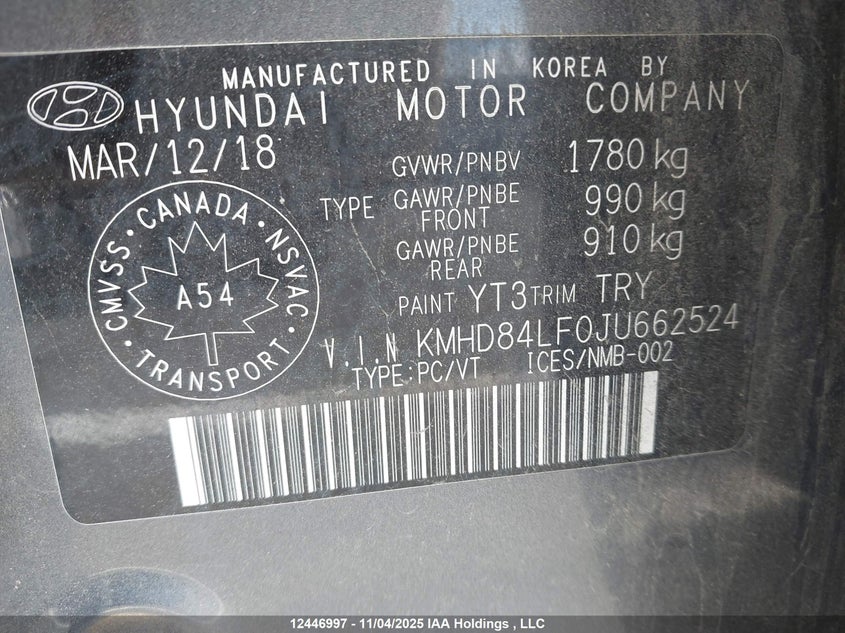 MANUFACTURED IN KOREA BY
HYUNDAI MOTOR COMPANY
MAR/12/18
GVWR/PNBV 1780 kg
TYPE GAWR/PNBE FRONT 990 kg
GAWR/PNBE REAR 910 kg
PAINT YT3 TRIM TRY
V.I.N KMHD84LF0JU662524
TYPE:PC/VT ICES/NMB-002
CMVSS · CANADA · NSVAC · TRANSPORT ·
A54
12446997 - 11/04/2025 IAA Holdings , LLC